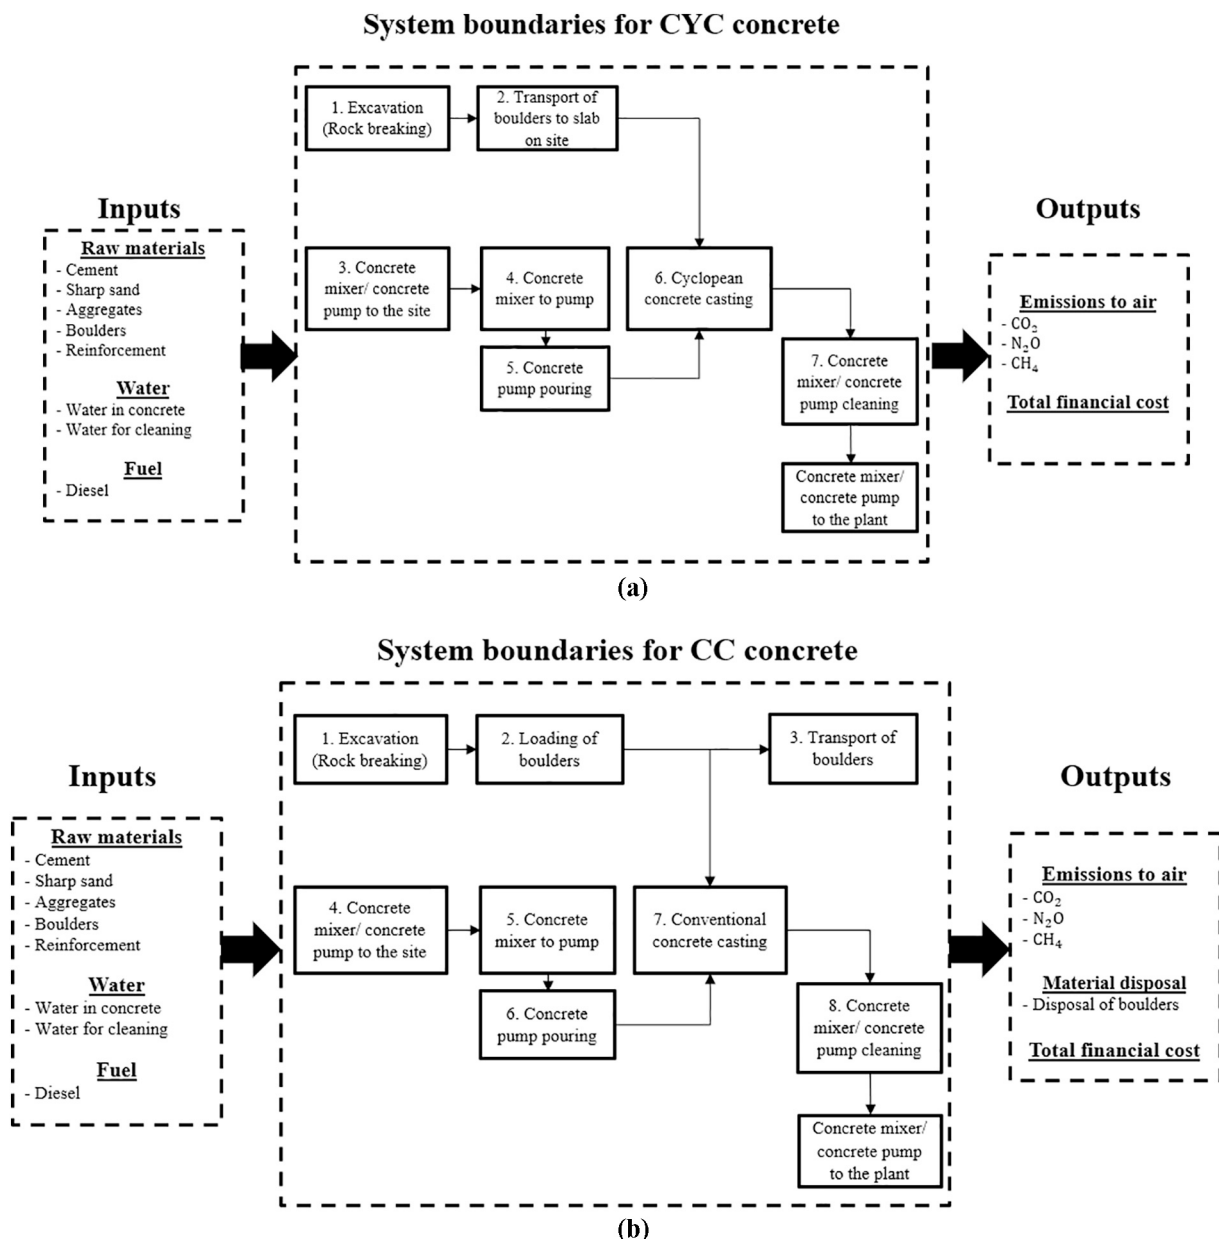 System boundaries for CYC concrete
Inputs
Raw materials
- Cement
- Sharp sand
- Aggregates
- Boulders
- Reinforcement
Water
- Water in concrete
- Water for cleaning
Fuel
- Diesel
1. Excavation
(Rock breaking)
2. Transport of
boulders to slab
on site
3. Concrete
mixer/ concrete
pump to the site
4. Concrete
mixer to pump
5. Concrete
pump pouring
6. Cyclopean
concrete casting
7. Concrete
mixer/ concrete
pump cleaning
Concrete mixer/
concrete pump
to the plant
Outputs
Emissions to air
- CO₂
- N₂O
- CH₄
Total financial cost
(a)
System boundaries for CC concrete
Inputs
Raw materials
- Cement
- Sharp sand
- Aggregates
- Boulders
- Reinforcement
Water
- Water in concrete
- Water for cleaning
Fuel
- Diesel
1. Excavation
(Rock breaking)
2. Loading of
boulders
3. Transport of
boulders
4. Concrete
mixer/ concrete
pump to the site
5. Concrete
mixer to pump
6. Concrete
pump pouring
7. Conventional
concrete casting
8. Concrete
mixer/ concrete
pump cleaning
Concrete mixer/
concrete pump
to the plant
Outputs
Emissions to air
- CO₂
- N₂O
- CH₄
Material disposal
- Disposal of boulders
Total financial cost
(b)